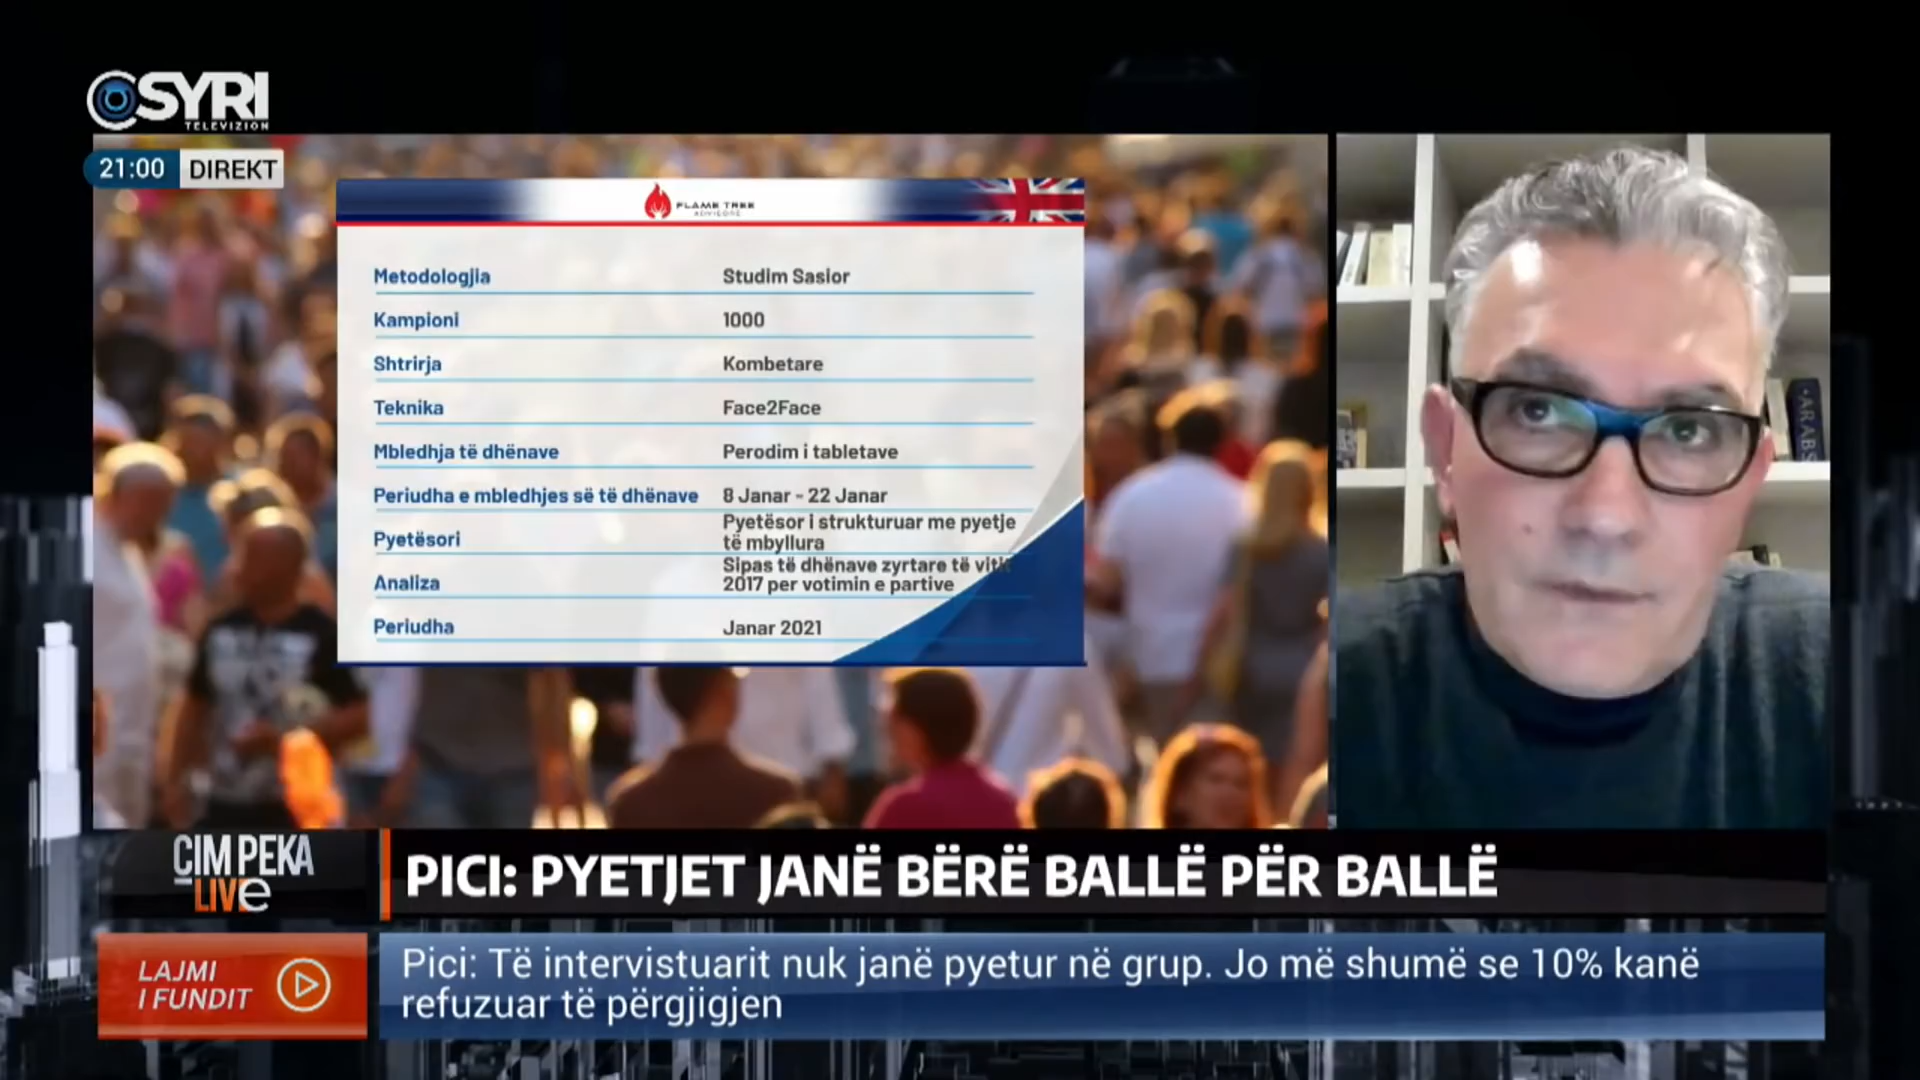 SYRI
TELEVIZION
21:00 DIREKT
FLAME TREE
ADVISORS
Metodologjia Studim Sasior
Kampioni 1000
Shtrirja Kombetare
Teknika Face2Face
Mbledhja të dhënave Perodim i tabletave
Periudha e mbledhjes së të dhënave 8 Janar - 22 Janar
Pyetësori Pyetësor i strukturuar me pyetje
të mbyllura
Analiza Sipas të dhënave zyrtare të vitit
2017 per votimin e partive
Periudha Janar 2021
ARABS
ÇIM PEKA
LIVE
PICI: PYETJET JANË BËRË BALLË PËR BALLË
LAJMI
I FUNDIT
Pici: Të intervistuarit nuk janë pyetur në grup. Jo më shumë se 10% kanë
refuzuar të përgjigjen